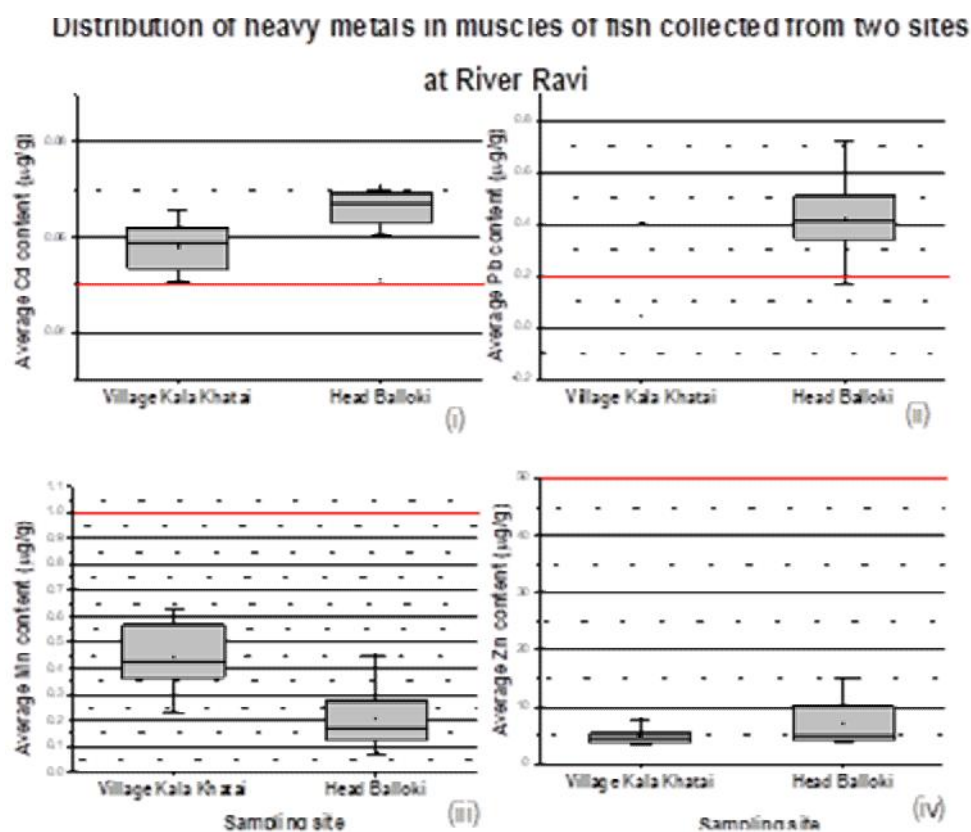 Distribution of heavy metals in muscles of fish collected from two sites
at River Ravi
Average Cd content (µg/g)
Village Kala Khatai
Head Balloki
(i)
Average Pb content (µg/g)
0.8
0.6
0.4
0.2
0.0
-0.2
Village Kala Khatai
Head Balloki
(ii)
Average Mn content (µg/g)
1.1
1.0
0.9
0.8
0.7
0.6
0.5
0.4
0.3
0.2
0.1
0.0
Village Kala Khatai
Head Balloki
Sampling site
(iii)
Average Zn content (µg/g)
50
40
30
20
10
0
Village Kala Khatai
Head Balloki
Sampling site
(iv)